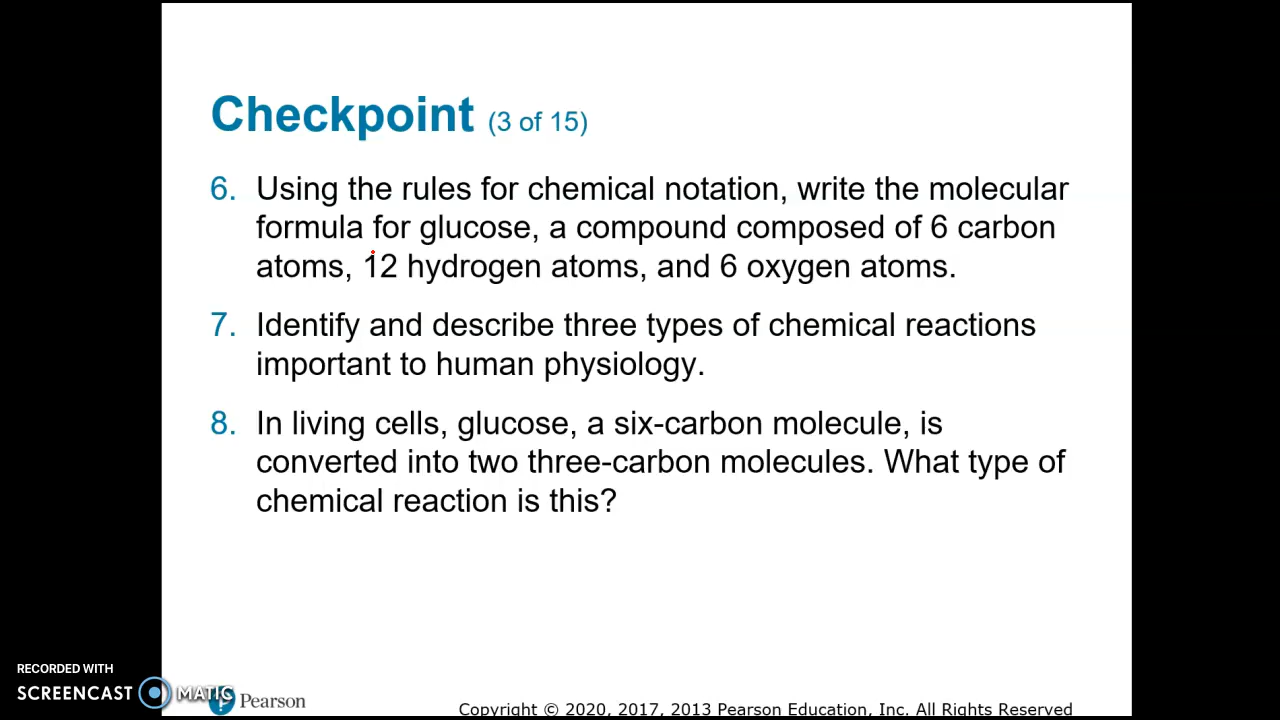 Checkpoint (3 of 15)
6. Using the rules for chemical notation, write the molecular
formula for glucose, a compound composed of 6 carbon
atoms, 12 hydrogen atoms, and 6 oxygen atoms.
7. Identify and describe three types of chemical reactions
important to human physiology.
8. In living cells, glucose, a six-carbon molecule, is
converted into two three-carbon molecules. What type of
chemical reaction is this?
RECORDED WITH
SCREENCAST MATIC
Pearson
Copyright © 2020, 2017, 2013 Pearson Education, Inc. All Rights Reserved